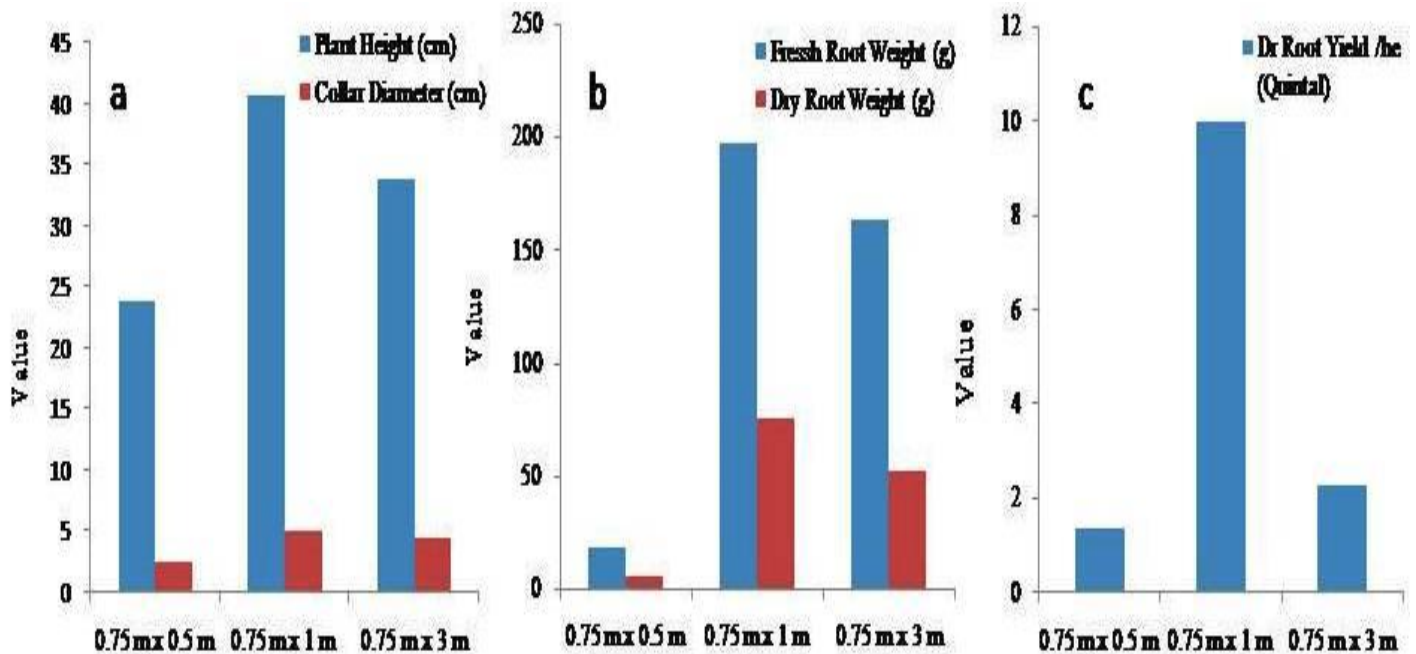 a
Plant Height (cm)
Collar Diameter (cm)
45
40
35
30
25
20
15
10
5
0
Value
0.75 m x 0.5 m 0.75 m x 1 m 0.75 m x 3 m
b
Fressh Root Weight (g)
Dry Root Weight (g)
250
200
150
100
50
0
Value
0.75 m x 0.5 m 0.75 m x 1 m 0.75 m x 3 m
c
Dr Root Yield /he
(Quintal)
12
10
8
6
4
2
0
Value
0.75 m x 0.5 m 0.75 m x 1 m 0.75 m x 3 m